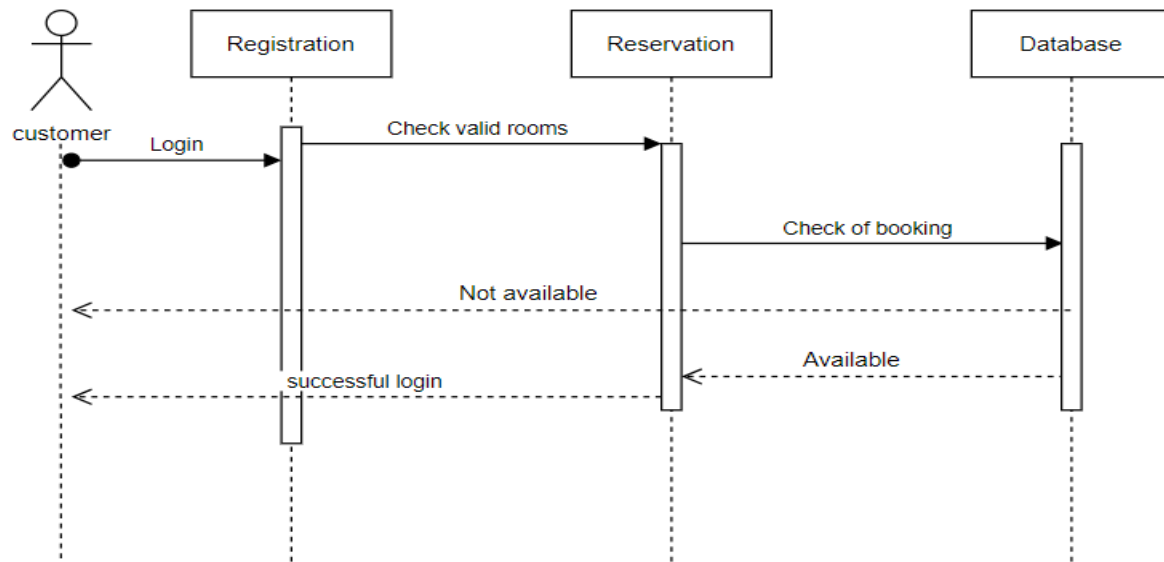 Registration
Reservation
Database
customer
Check valid rooms
Login
Check of booking
Not available
Available
successful login